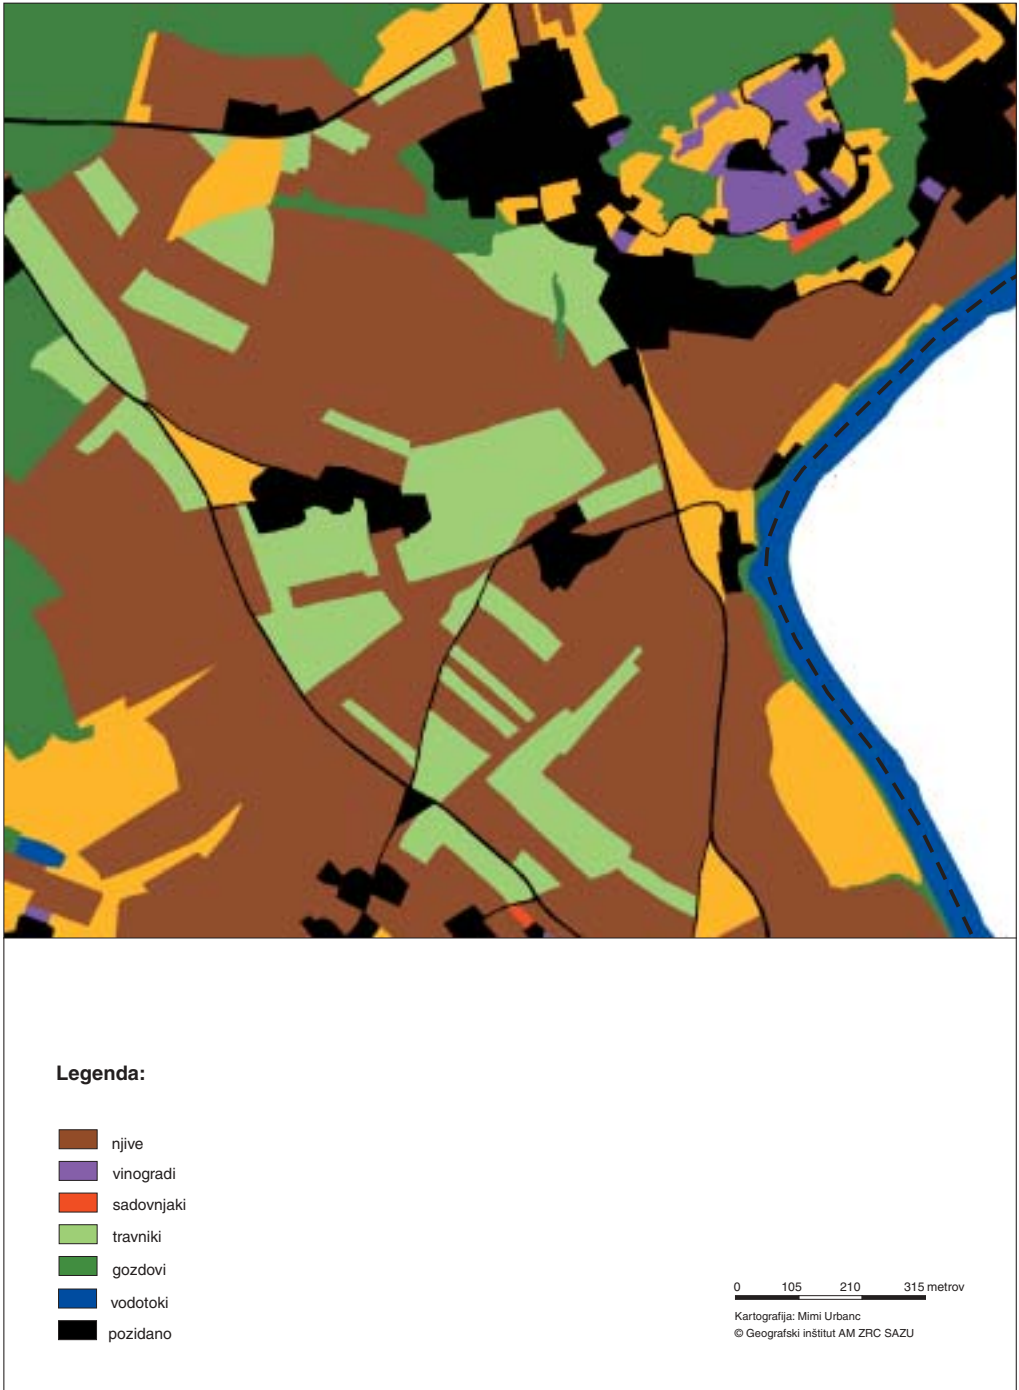 Legenda:
njive
vinogradi
sadovnjaki
travniki
gozdovi
vodotoki
pozidano
0 105 210 315 metrov
Kartografija: Mimi Urbanc
© Geografski inštitut AM ZRC SAZU